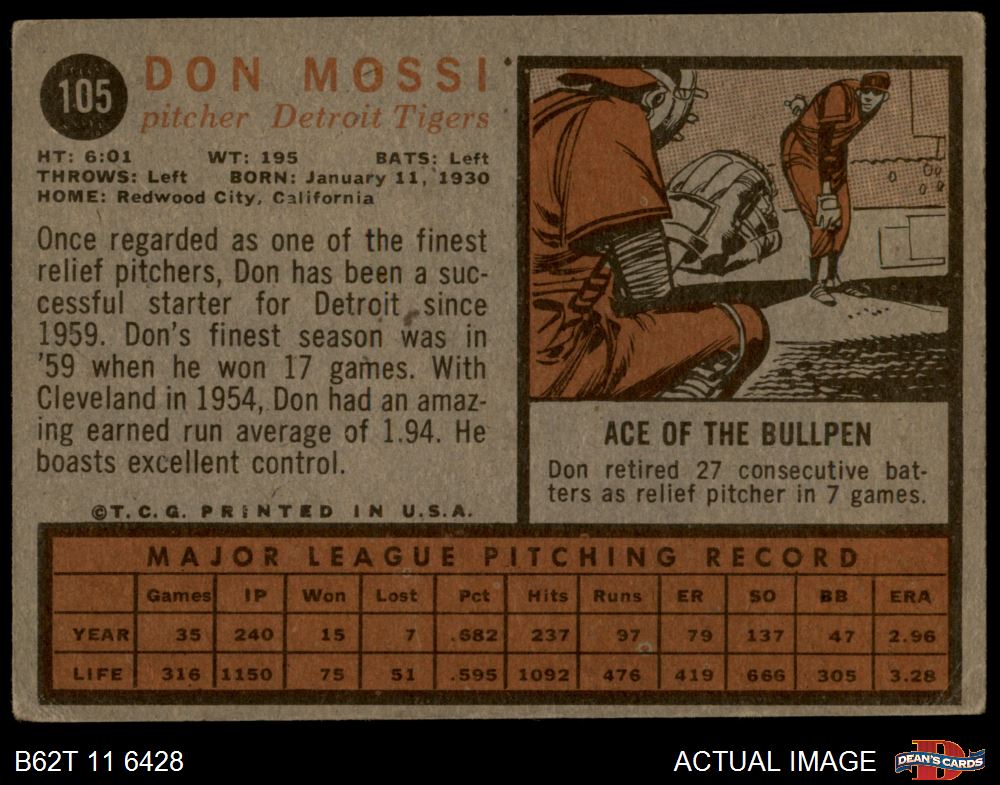 105
DON MOSSI
pitcher Detroit Tigers
HT: 6:01 WT: 195 BATS: Left
THROWS: Left BORN: January 11, 1930
HOME: Redwood City, California
Once regarded as one of the finest
relief pitchers, Don has been a suc-
cessful starter for Detroit since
1959. Don's finest season was in
'59 when he won 17 games. With
Cleveland in 1954, Don had an amaz-
ing earned run average of 1.94. He
boasts excellent control.
©T.C.G. PRINTED IN U.S.A.
ACE OF THE BULLPEN
Don retired 27 consecutive bat-
ters as relief pitcher in 7 games.
MAJOR LEAGUE PITCHING RECORD
Games IP Won Lost Pct Hits Runs ER SO BB ERA
YEAR 35 240 15 7 .682 237 97 79 137 47 2.96
LIFE 316 1150 75 51 .595 1092 476 419 666 305 3.28
B62T 11 6428
ACTUAL IMAGE
D
DEAN'S CARDS